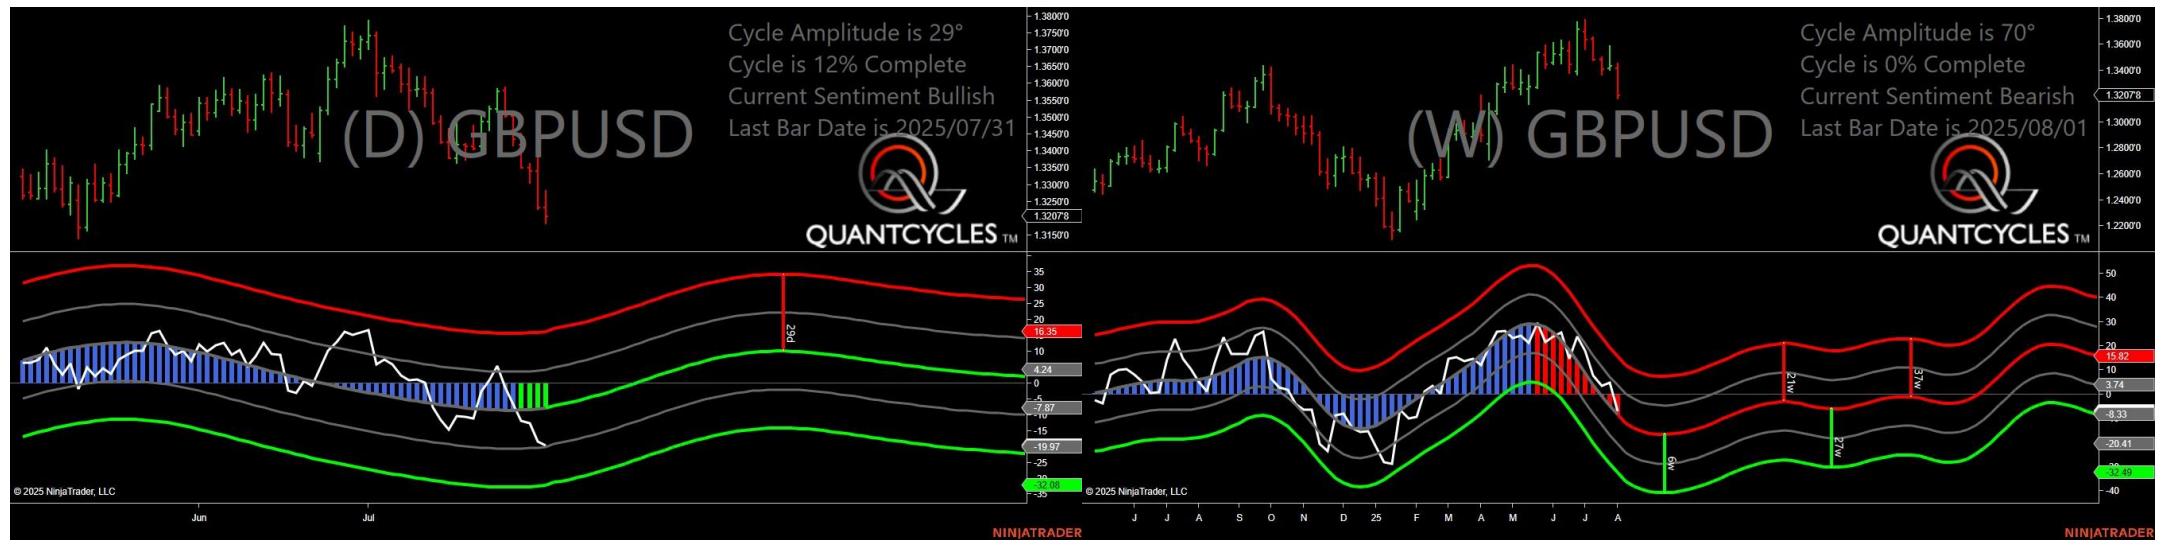 Cycle Amplitude is 29°
Cycle is 12% Complete
Current Sentiment Bullish
Last Bar Date is 2025/07/31
(D) GBPUSD
QUANTCYCLES TM
1.3800'0
1.3750'0
1.3700'0
1.3650'0
1.3600'0
1.3550'0
1.3500'0
1.3450'0
1.3400'0
1.3350'0
1.3300'0
1.3250'0
1.3207'8
1.3150'0
35
30
25
20
16.35
10
4.24
0
-5
-7.87
-10
-15
-19.97
-25
-32.08
-35
29d
© 2025 NinjaTrader, LLC
Jun
Jul
NINJATRADER
Cycle Amplitude is 70°
Cycle is 0% Complete
Current Sentiment Bearish
Last Bar Date is 2025/08/01
(W) GBPUSD
QUANTCYCLES TM
1.3800'0
1.3600'0
1.3400'0
1.3207'8
1.3000'0
1.2800'0
1.2600'0
1.2400'0
1.2200'0
50
40
30
20
15.82
10
3.74
0
-8.33
-20.41
-32.49
-40
6w
21w
27w
37w
© 2025 NinjaTrader, LLC
J
J
A
S
O
N
D
25
F
M
A
M
J
J
A
NINJATRADER